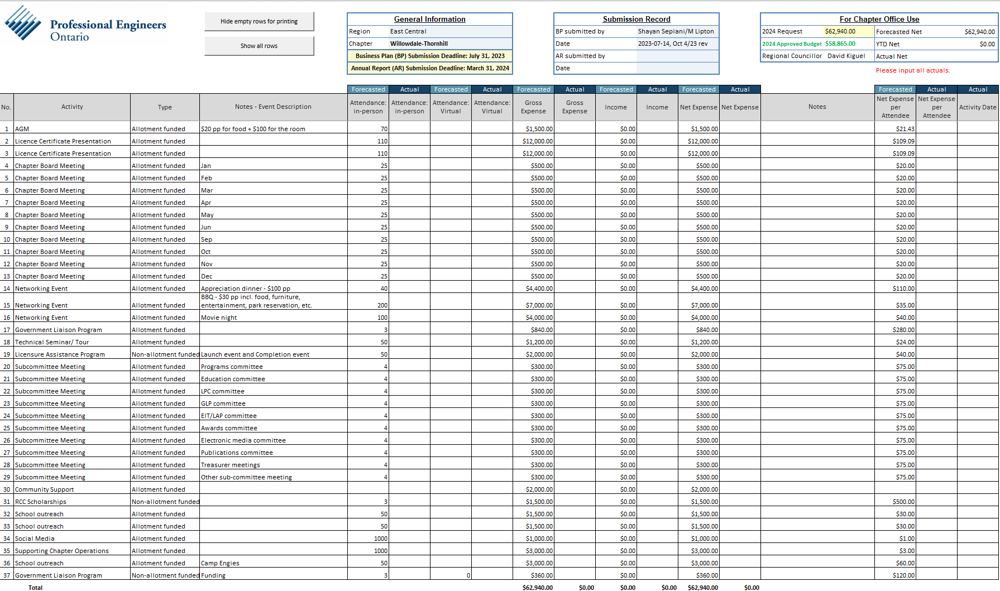 Professional Engineers
Ontario
Hide empty rows for printing
Show all rows
General Information
Region East Central
Chapter Willowdale-Thornhill
Business Plan (BP) Submission Deadline: July 31, 2023
Annual Report (AR) Submission Deadline: March 31, 2024
Submission Record
BP submitted by Shayan Sepiani/M Lipton
Date 2023-07-14, Oct 4/23 rev
AR submitted by
Date
For Chapter Office Use
2024 Request $62,940.00 Forecasted Net $62,940.00
2024 Approved Budget $58,865.00 YTD Net $0.00
Regional Councillor David Kiguel Actual Net
Please input all actuals.
Forecasted Actual Forecasted Actual Forecasted Actual Forecasted Actual Forecasted Actual Forecasted Actual Actual
No. Activity Type Notes - Event Description Attendance: in-person Attendance: in-person Attendance: Virtual Attendance: Virtual Gross Expense Gross Expense Income Income Net Expense Net Expense Notes Net Expense per Attendee Net Expense per Attendee Activity Date
1 AGM Allotment funded $20 pp for food + $100 for the room 70 $1,500.00 $0.00 $1,500.00 $21.43
2 Licence Certificate Presentation Allotment funded 110 $12,000.00 $0.00 $12,000.00 $109.09
3 Licence Certificate Presentation Allotment funded 110 $12,000.00 $0.00 $12,000.00 $109.09
4 Chapter Board Meeting Allotment funded Jan 25 $500.00 $0.00 $500.00 $20.00
5 Chapter Board Meeting Allotment funded Feb 25 $500.00 $0.00 $500.00 $20.00
6 Chapter Board Meeting Allotment funded Mar 25 $500.00 $0.00 $500.00 $20.00
7 Chapter Board Meeting Allotment funded Apr 25 $500.00 $0.00 $500.00 $20.00
8 Chapter Board Meeting Allotment funded May 25 $500.00 $0.00 $500.00 $20.00
9 Chapter Board Meeting Allotment funded Jun 25 $500.00 $0.00 $500.00 $20.00
10 Chapter Board Meeting Allotment funded Sep 25 $500.00 $0.00 $500.00 $20.00
11 Chapter Board Meeting Allotment funded Oct 25 $500.00 $0.00 $500.00 $20.00
12 Chapter Board Meeting Allotment funded Nov 25 $500.00 $0.00 $500.00 $20.00
13 Chapter Board Meeting Allotment funded Dec 25 $500.00 $0.00 $500.00 $20.00
14 Networking Event Allotment funded Appreciation dinner - $100 pp 40 $4,400.00 $0.00 $4,400.00 $110.00
BBQ - $30 pp incl. food, furniture,
15 Networking Event Allotment funded entertainment, park reservation, etc. 200 $7,000.00 $0.00 $7,000.00 $35.00
16 Networking Event Allotment funded Movie night 100 $4,000.00 $0.00 $4,000.00 $40.00
17 Government Liaison Program Allotment funded 3 $840.00 $0.00 $840.00 $280.00
18 Technical Seminar/ Tour Allotment funded 50 $1,200.00 $0.00 $1,200.00 $24.00
19 Licensure Assistance Program Non-allotment funded Launch event and Completion event 50 $2,000.00 $0.00 $2,000.00 $40.00
20 Subcommittee Meeting Allotment funded Programs committee 4 $300.00 $0.00 $300.00 $75.00
21 Subcommittee Meeting Allotment funded Education committee 4 $300.00 $0.00 $300.00 $75.00
22 Subcommittee Meeting Allotment funded LPC committee 4 $300.00 $0.00 $300.00 $75.00
23 Subcommittee Meeting Allotment funded GLP committee 4 $300.00 $0.00 $300.00 $75.00
24 Subcommittee Meeting Allotment funded EIT/LAP committee 4 $300.00 $0.00 $300.00 $75.00
25 Subcommittee Meeting Allotment funded Awards committee 4 $300.00 $0.00 $300.00 $75.00
26 Subcommittee Meeting Allotment funded Electronic media committee 4 $300.00 $0.00 $300.00 $75.00
27 Subcommittee Meeting Allotment funded Publications committee 4 $300.00 $0.00 $300.00 $75.00
28 Subcommittee Meeting Allotment funded Treasurer meetings 4 $300.00 $0.00 $300.00 $75.00
29 Subcommittee Meeting Allotment funded Other sub-committee meeting 4 $300.00 $0.00 $300.00 $75.00
30 Community Support Allotment funded $2,000.00 $0.00 $2,000.00
31 RCC Scholarships Non-allotment funded 3 $1,500.00 $0.00 $1,500.00 $500.00
32 School outreach Allotment funded 50 $1,500.00 $0.00 $1,500.00 $30.00
33 School outreach Allotment funded 50 $1,500.00 $0.00 $1,500.00 $30.00
34 Social Media Allotment funded 1000 $1,000.00 $0.00 $1,000.00 $1.00
35 Supporting Chapter Operations Allotment funded 1000 $3,000.00 $0.00 $3,000.00 $3.00
36 School outreach Allotment funded Camp Engies 50 $3,000.00 $0.00 $3,000.00 $60.00
37 Government Liaison Program Non-allotment funded Funding 3 0 $360.00 $0.00 $360.00 $120.00
Total $62,940.00 $0.00 $0.00 $0.00 $62,940.00 $0.00